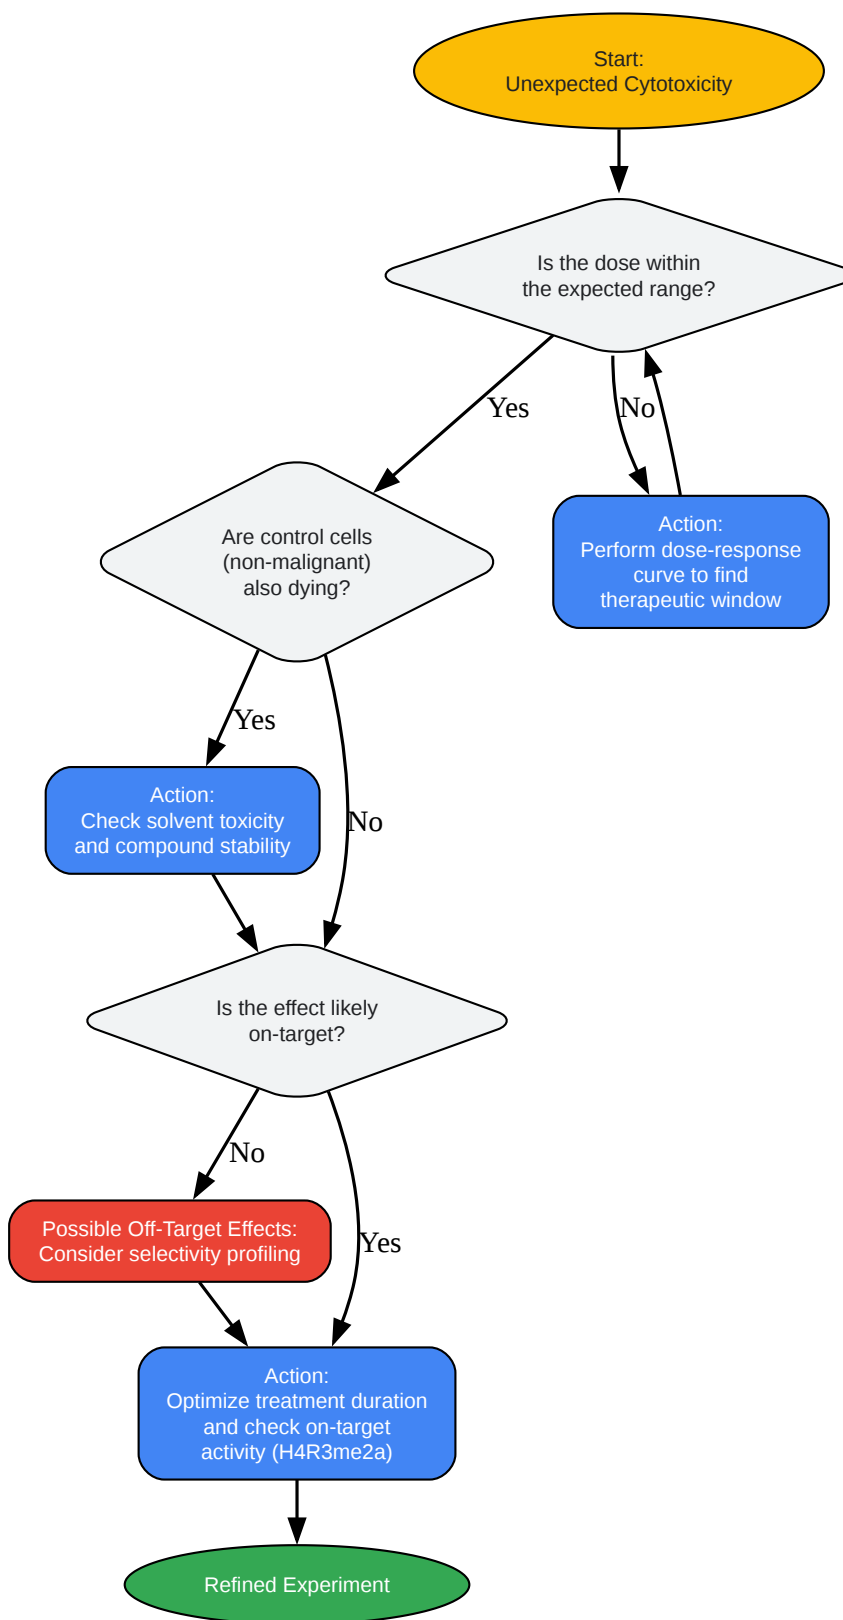 Start:
Unexpected Cytotoxicity
Is the dose within
the expected range?
Yes
No
Action:
Perform dose-response
curve to find
therapeutic window
Are control cells
(non-malignant)
also dying?
Yes
No
Action:
Check solvent toxicity
and compound stability
Is the effect likely
on-target?
No
Yes
Possible Off-Target Effects:
Consider selectivity profiling
Action:
Optimize treatment duration
and check on-target
activity (H4R3me2a)
Refined Experiment